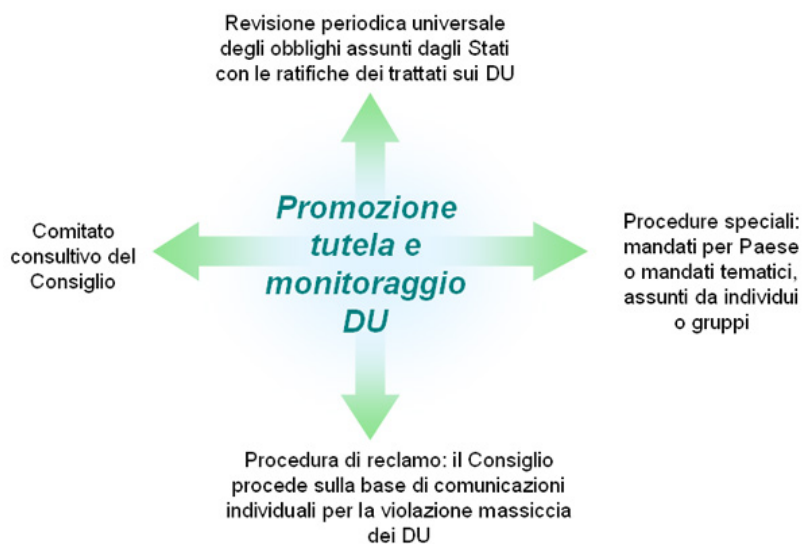 Revisione periodica universale
degli obblighi assunti dagli Stati
con le ratifiche dei trattati sui DU
Comitato
consultivo del
Consiglio
Promozione
tutela e
monitoraggio
DU
Procedure speciali:
mandati per Paese
o mandati tematici,
assunti da individui
o gruppi
Procedura di reclamo: il Consiglio
procede sulla base di comunicazioni
individuali per la violazione massiccia
dei DU